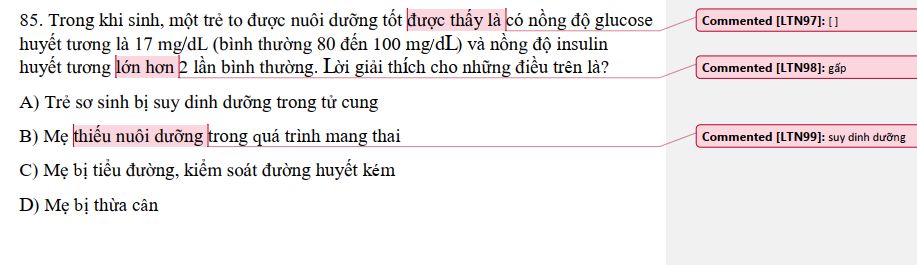 85. Trong khi sinh, một trẻ to được nuôi dưỡng tốt được thấy là có nồng độ glucose
Commented [LTN97]: [ ]
huyết tương là 17 mg/dL (bình thường 80 đến 100 mg/dL) và nồng độ insulin
huyết tương lớn hơn 2 lần bình thường. Lời giải thích cho những điều trên là?
Commented [LTN98]: gấp
A) Trẻ sơ sinh bị suy dinh dưỡng trong tử cung
B) Mẹ thiếu nuôi dưỡng trong quá trình mang thai
Commented [LTN99]: suy dinh dưỡng
C) Mẹ bị tiểu đường, kiểm soát đường huyết kém
D) Mẹ bị thừa cân